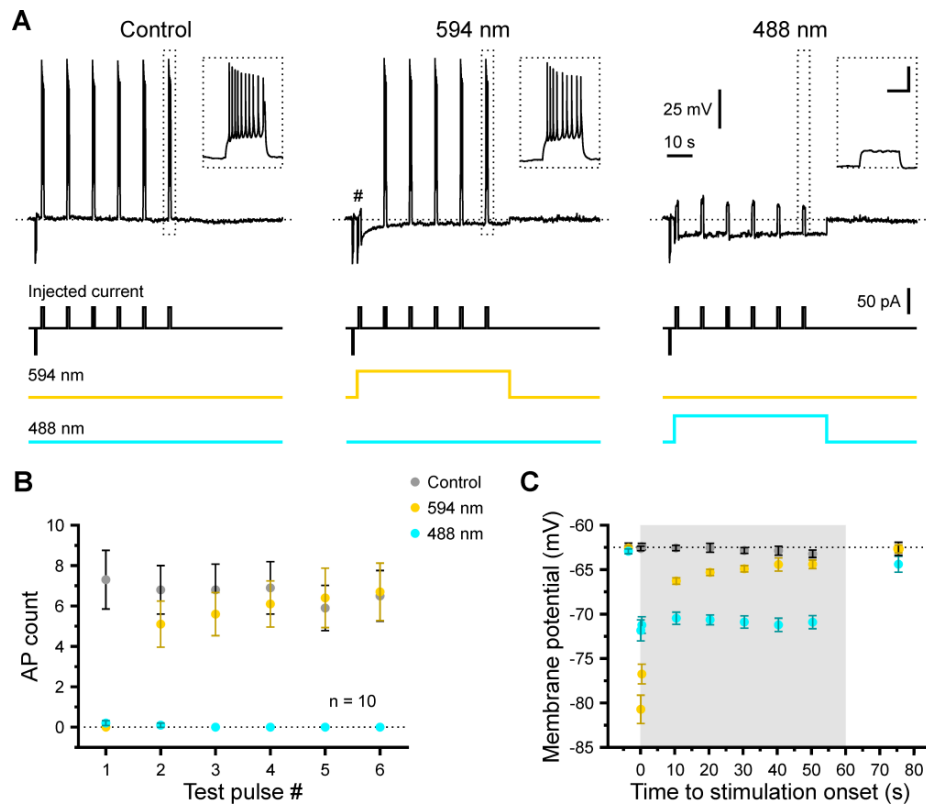 A
Control
594 nm
488 nm
25 mV
10 s
#
Injected current
50 pA
594 nm
488 nm
B
Control
594 nm
488 nm
10
8
6
4
2
0
AP count
n = 10
1 2 3 4 5 6
Test pulse #
C
-60
-65
-70
-75
-80
-85
Membrane potential (mV)
0 10 20 30 40 50 60 70 80
Time to stimulation onset (s)